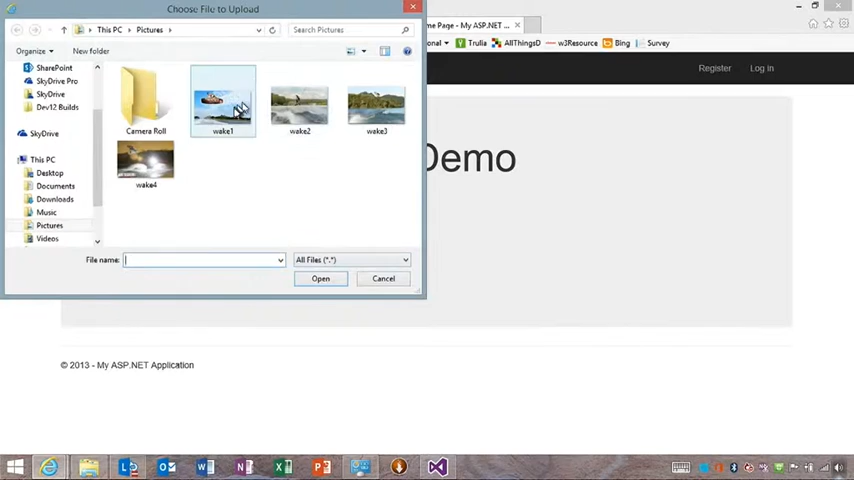 Choose File to Upload
This PC
Pictures
Search Pictures
Organize
New folder
SharePoint
SkyDrive Pro
SkyDrive
Dev12 Builds
SkyDrive
This PC
Desktop
Documents
Downloads
Music
Pictures
Videos
Camera Roll
wake1
wake2
wake3
wake4
File name:
All Files (*.*)
Open
Cancel
me Page - My ASP.NET ...
Trulia
AllThingsD
w3Resource
Bing
Survey
Register
Log in
Demo
© 2013 - My ASP.NET Application